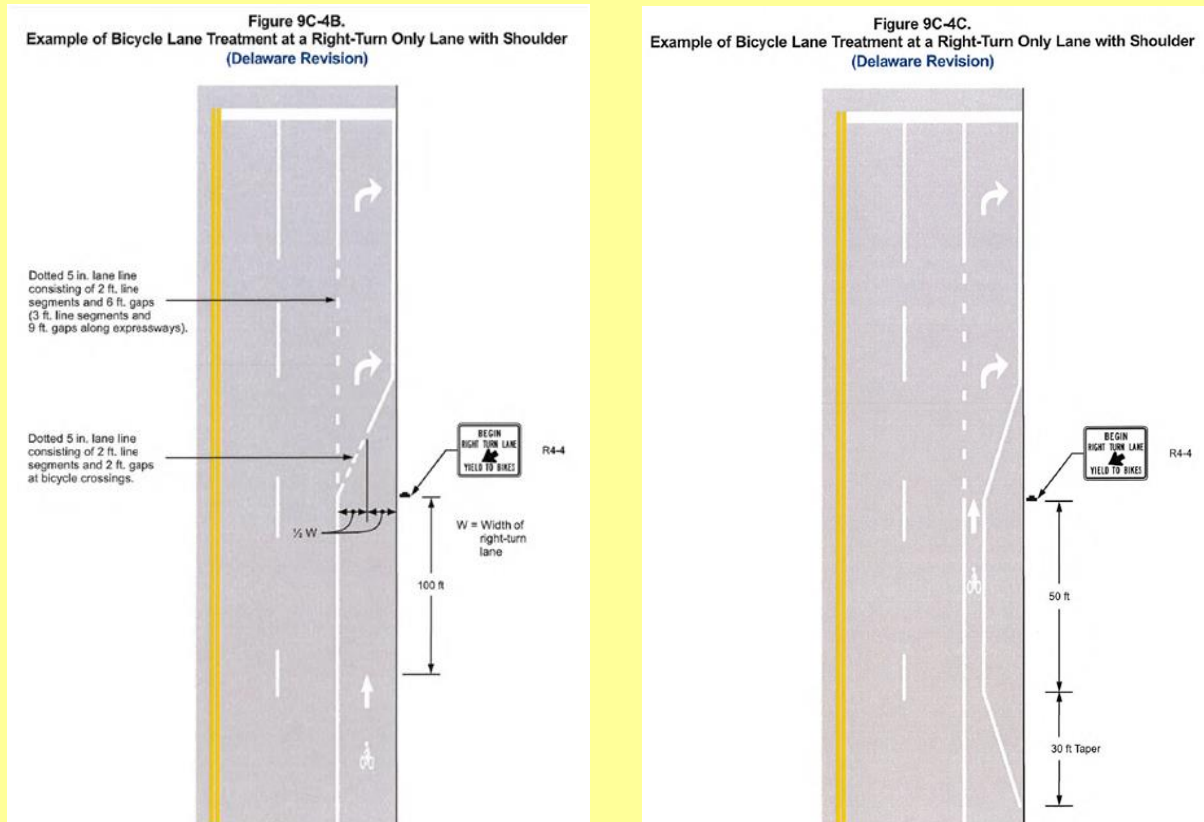 Figure 9C-4B.
Example of Bicycle Lane Treatment at a Right-Turn Only Lane with Shoulder
(Delaware Revision)
Dotted 5 in. lane line
consisting of 2 ft. line
segments and 6 ft. gaps
(3 ft. line segments and
9 ft. gaps along expressways).
Dotted 5 in. lane line
consisting of 2 ft. line
segments and 2 ft. gaps
at bicycle crossings.
BEGIN
RIGHT TURN LANE
YIELD TO BIKES
R4-4
½ W
W = Width of
right-turn
lane
100 ft
Figure 9C-4C.
Example of Bicycle Lane Treatment at a Right-Turn Only Lane with Shoulder
(Delaware Revision)
BEGIN
RIGHT TURN LANE
YIELD TO BIKES
R4-4
50 ft
30 ft Taper